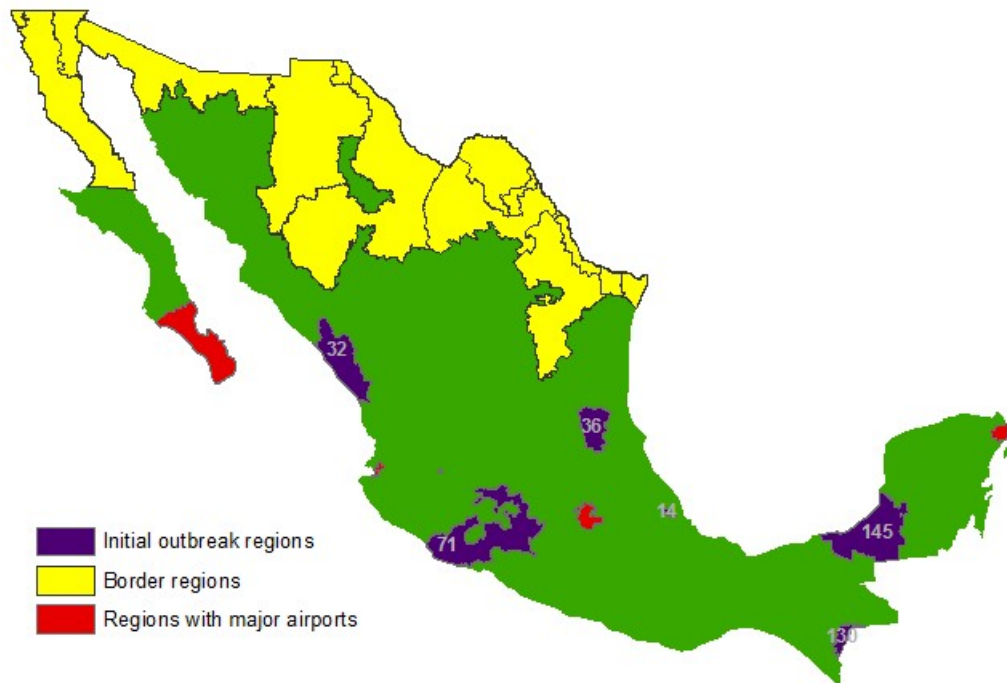 32
36
14
71
145
130
Initial outbreak regions
Border regions
Regions with major airports